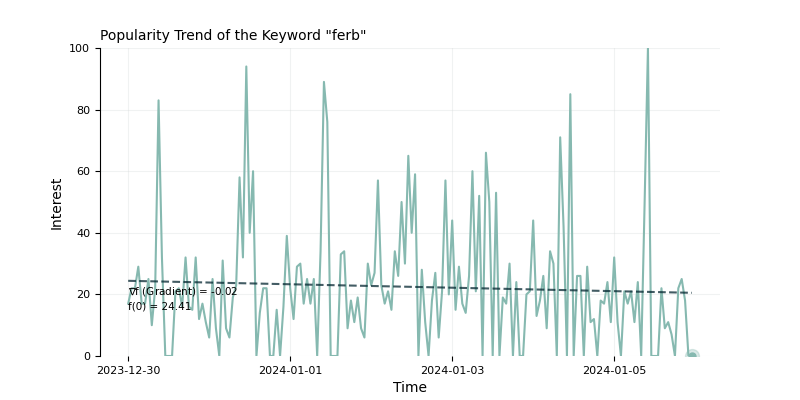 Popularity Trend of the Keyword "ferb"
100
80
60
40
20
0
Interest
∇f (Gradient) = -0.02
f(0) = 24.41
2023-12-30 2024-01-01 2024-01-03 2024-01-05
Time